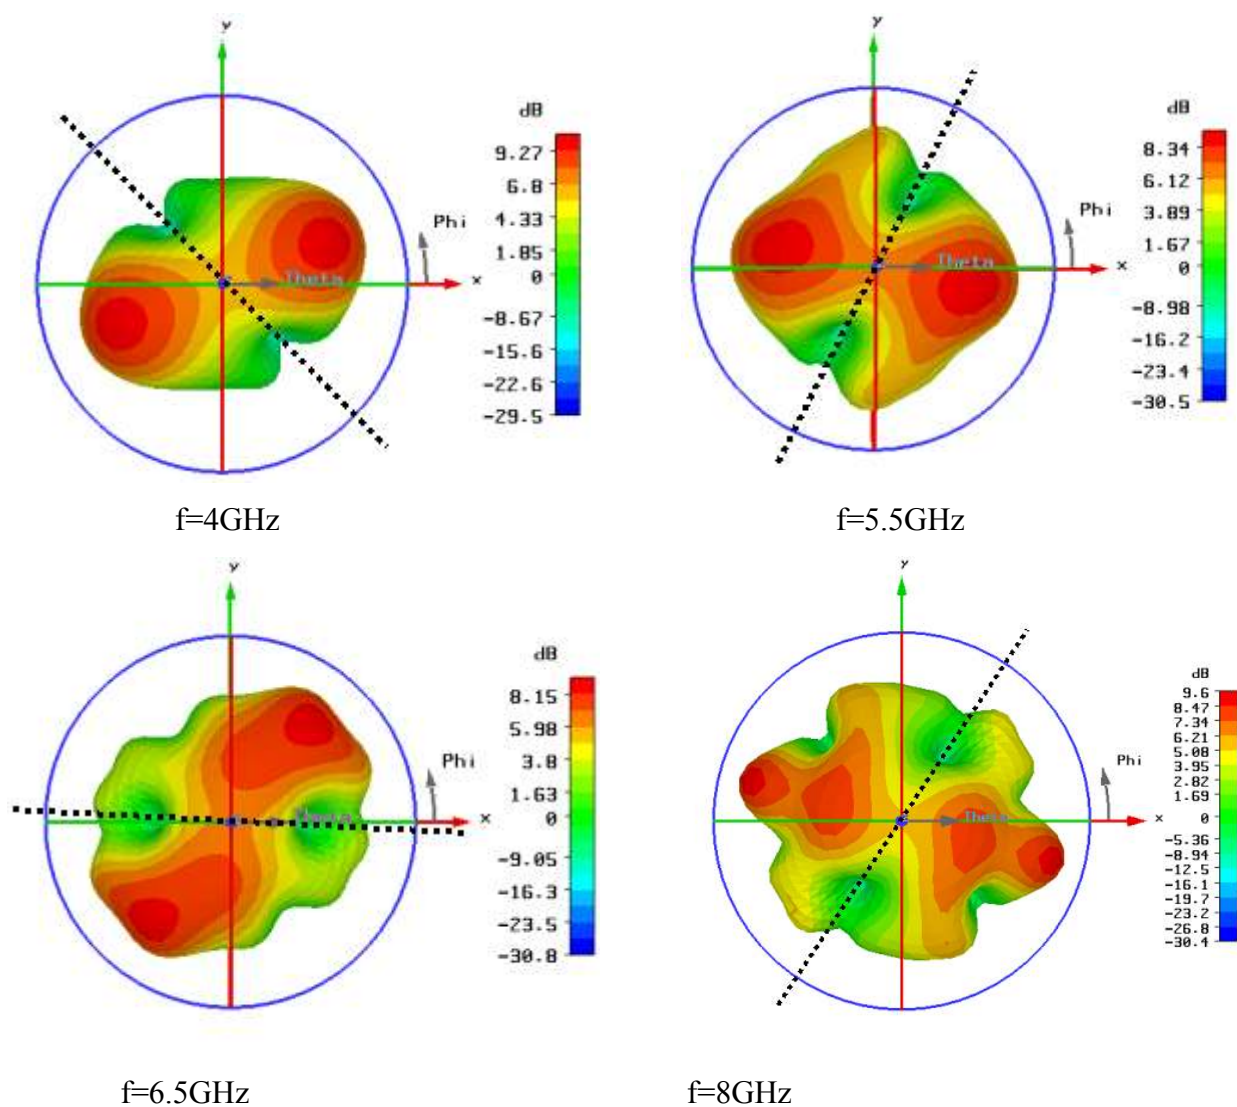 y
dB
9.27
6.8
4.33
1.85
0
-8.67
-15.6
-22.6
-29.5
Phi
Theta
x
f=4GHz
y
dB
8.34
6.12
3.89
1.67
0
-8.98
-16.2
-23.4
-30.5
Phi
Theta
x
f=5.5GHz
y
dB
8.15
5.98
3.8
1.63
0
-9.05
-16.3
-23.5
-30.8
Phi
Theta
x
f=6.5GHz
y
dB
9.6
8.47
7.34
6.21
5.08
3.95
2.82
1.69
0
-5.36
-8.94
-12.5
-16.1
-19.7
-23.2
-26.8
-30.4
Phi
Theta
x
f=8GHz